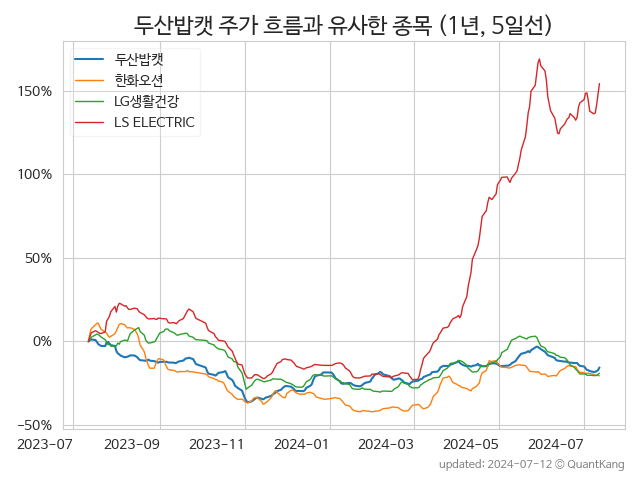 두산밥캣 주가 흐름과 유사한 종목 (1년, 5일선)
두산밥캣
한화오션
LG생활건강
LS ELECTRIC
150%
100%
50%
0%
−50%
2023-07 2023-09 2023-11 2024-01 2024-03 2024-05 2024-07
updated: 2024-07-12 © QuantKang